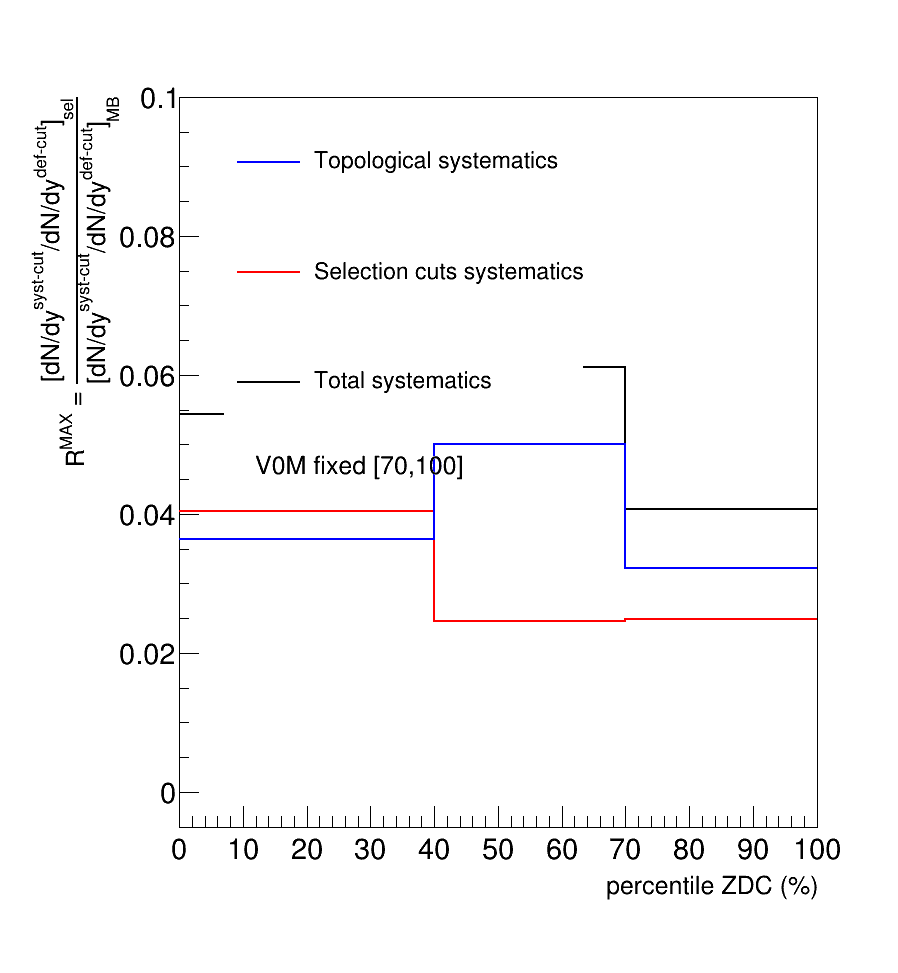 R^MAX = [dN/dy^syst-cut/dN/dy^def-cut]_sel
[dN/dy^syst-cut/dN/dy^def-cut]_MB
0.1
Topological systematics
0.08
Selection cuts systematics
0.06
Total systematics
V0M fixed [70,100]
0.04
0.02
0
0 10 20 30 40 50 60 70 80 90 100
percentile ZDC (%)